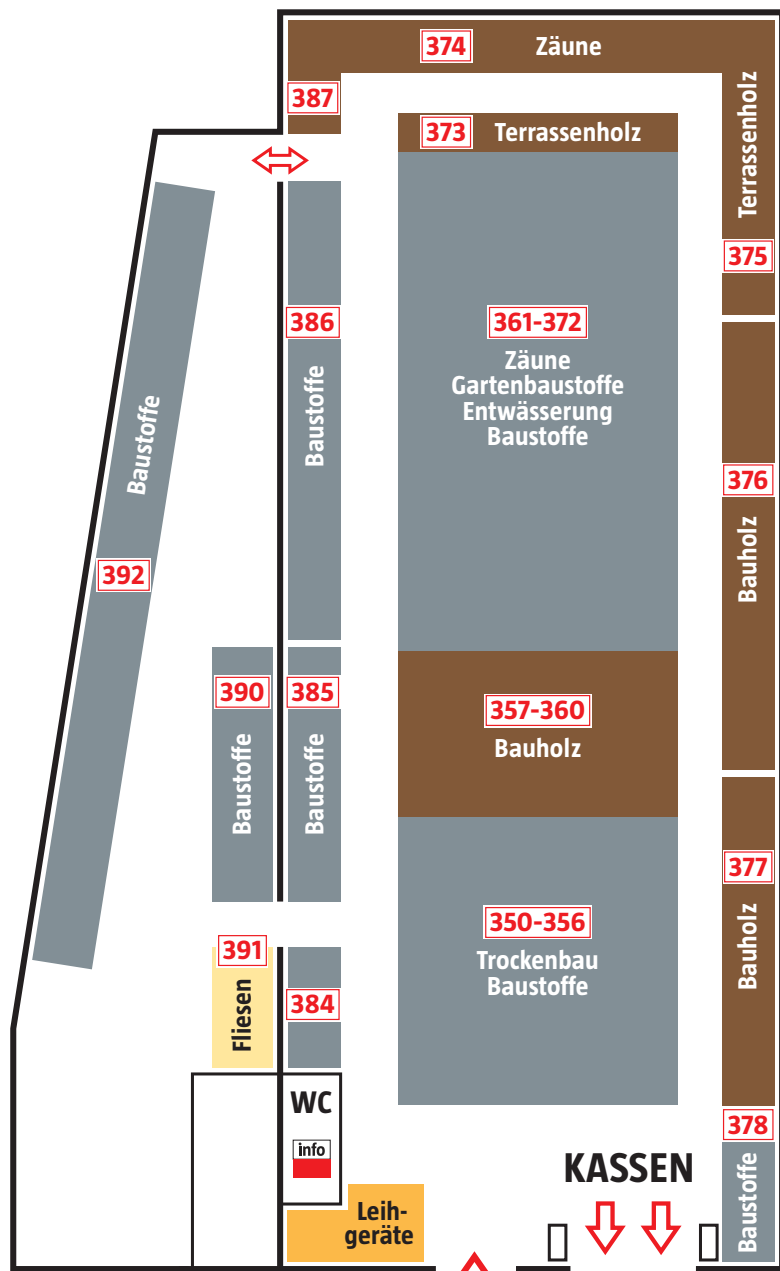 374 Zäune
387
373 Terrassenholz
Terrassenholz
375
386
Baustoffe
361-372
Zäune
Gartenbaustoffe
Entwässerung
Baustoffe
Baustoffe
392
376
Bauholz
390
Baustoffe
385
Baustoffe
357-360
Bauholz
377
Bauholz
350-356
Trockenbau
Baustoffe
391
Fliesen
384
WC
info
378
Baustoffe
KASSEN
Leih-
geräte